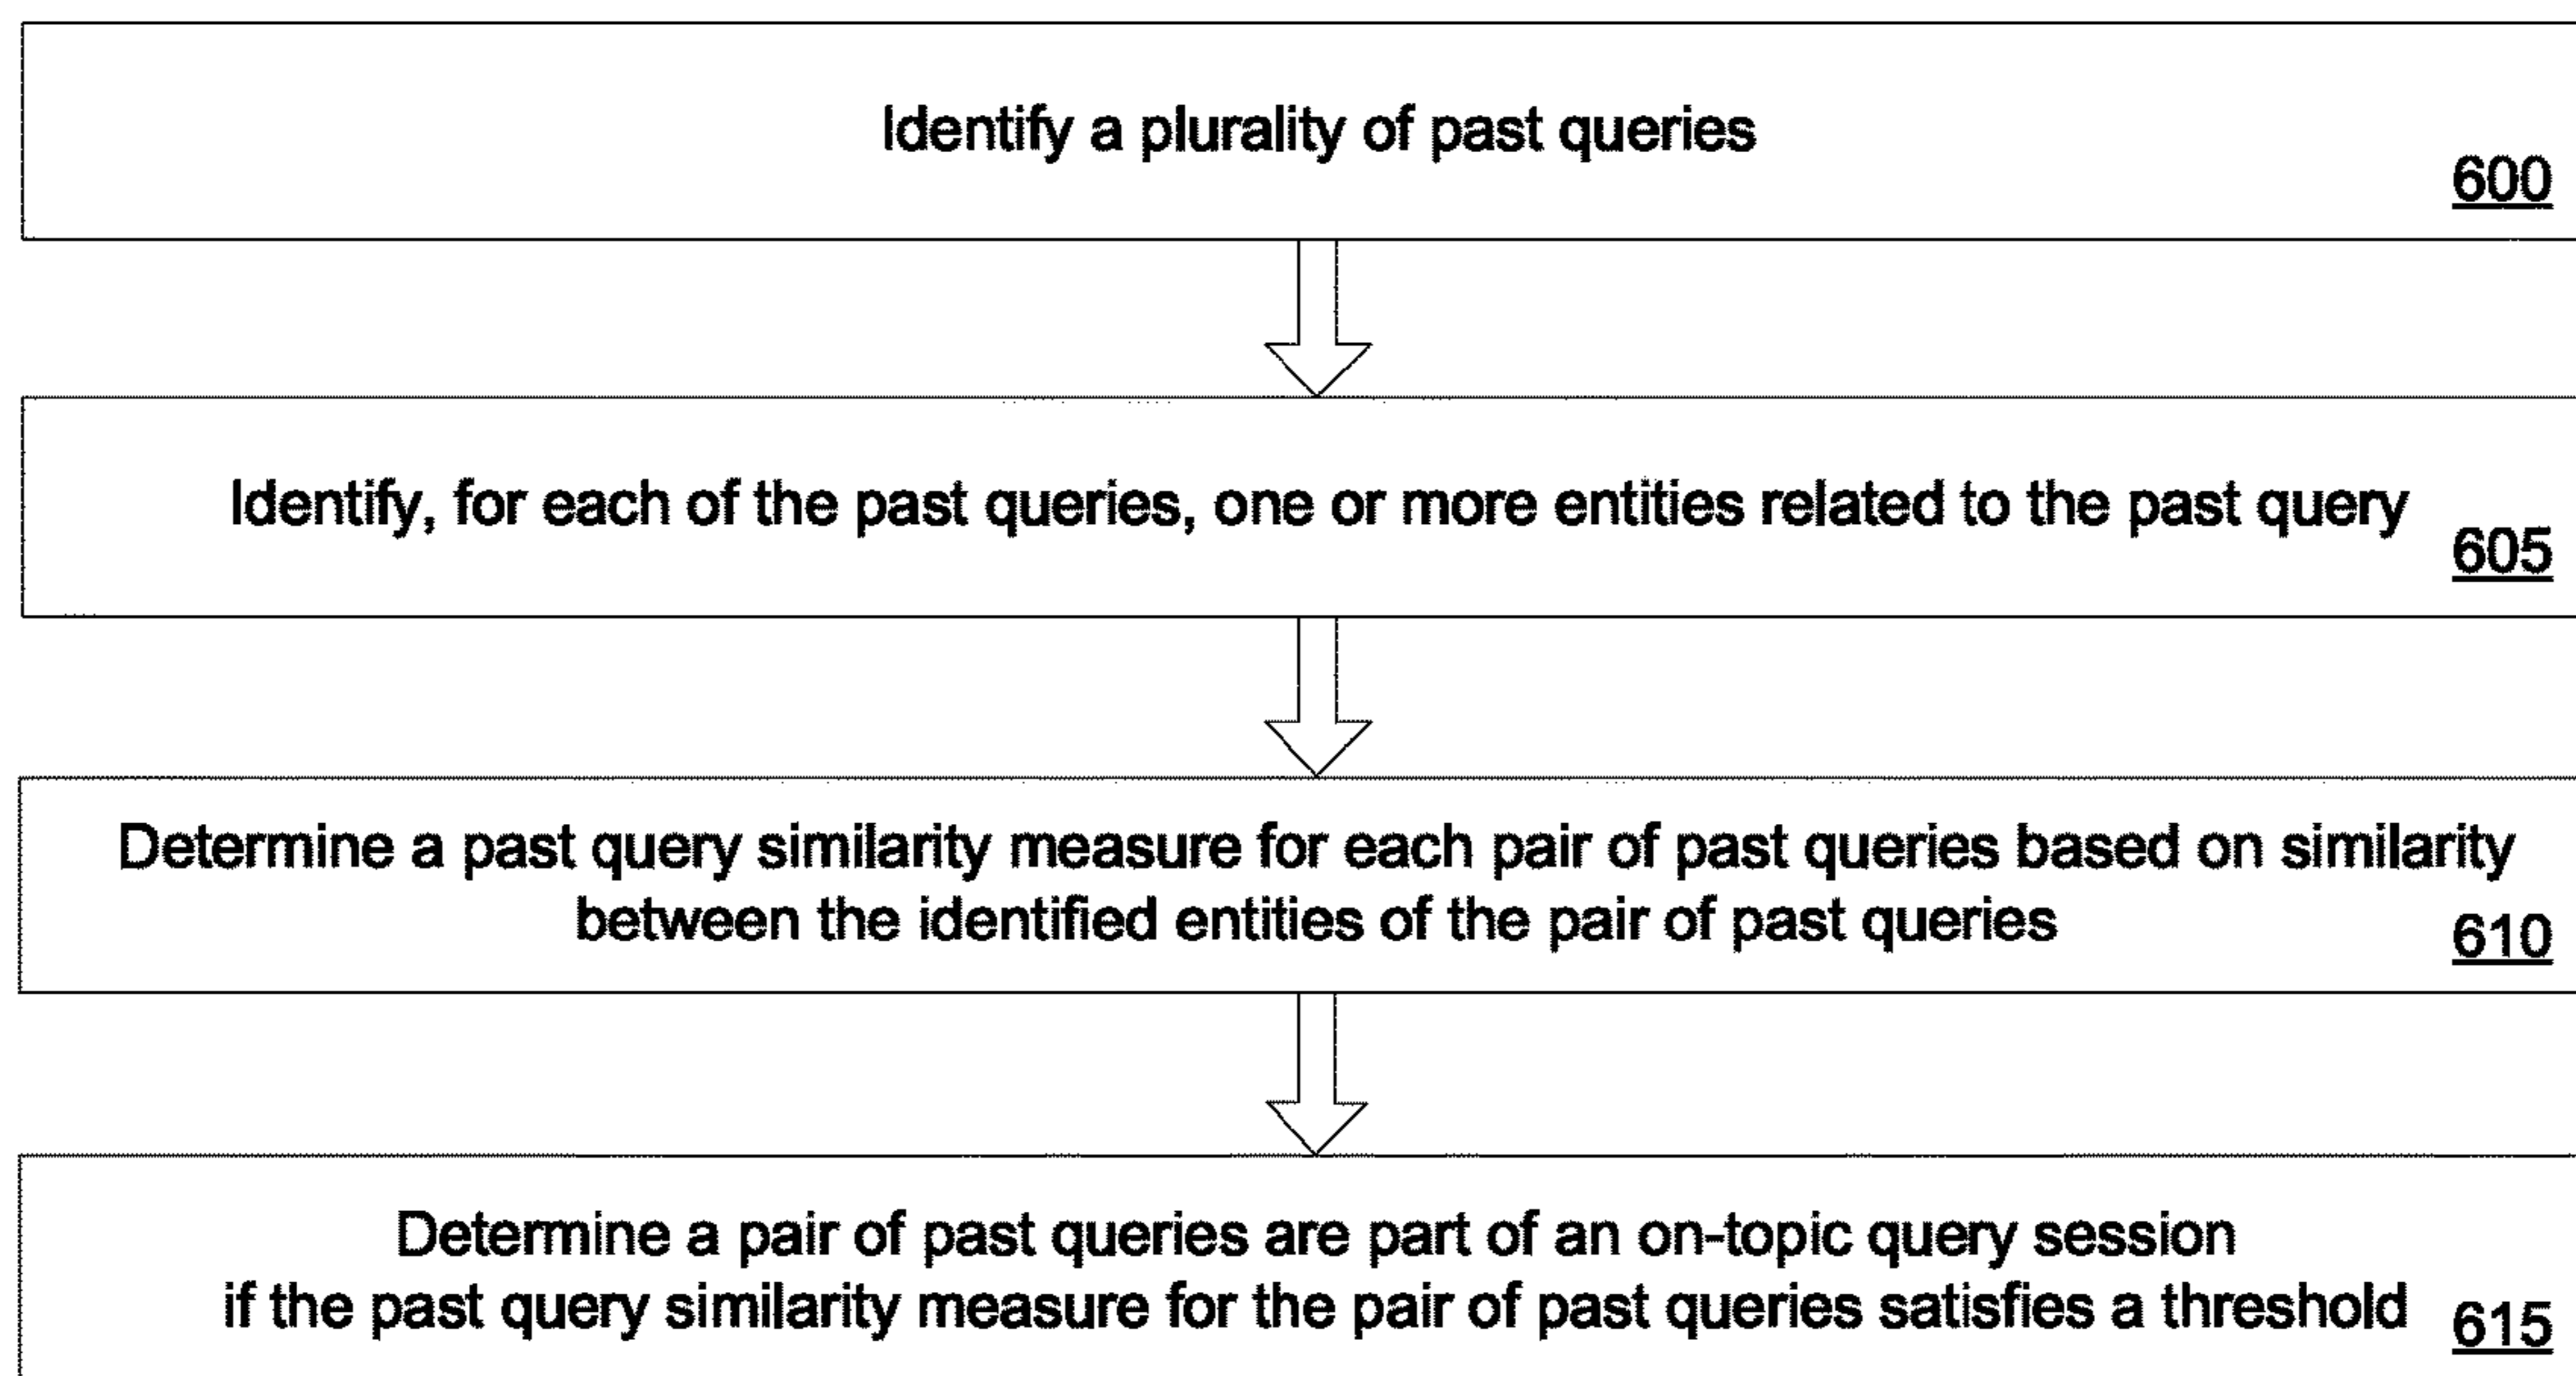 Identify a plurality of past queries
600
Identify, for each of the past queries, one or more entities related to the past query
605
Determine a past query similarity measure for each pair of past queries based on similarity
between the identified entities of the pair of past queries
610
Determine a pair of past queries are part of an on-topic query session
if the past query similarity measure for the pair of past queries satisfies a threshold
615